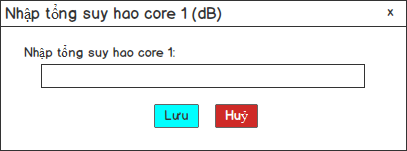 Nhập tổng suy hao core 1 (dB) x
Nhập tổng suy hao core 1:
Lưu Huỷ